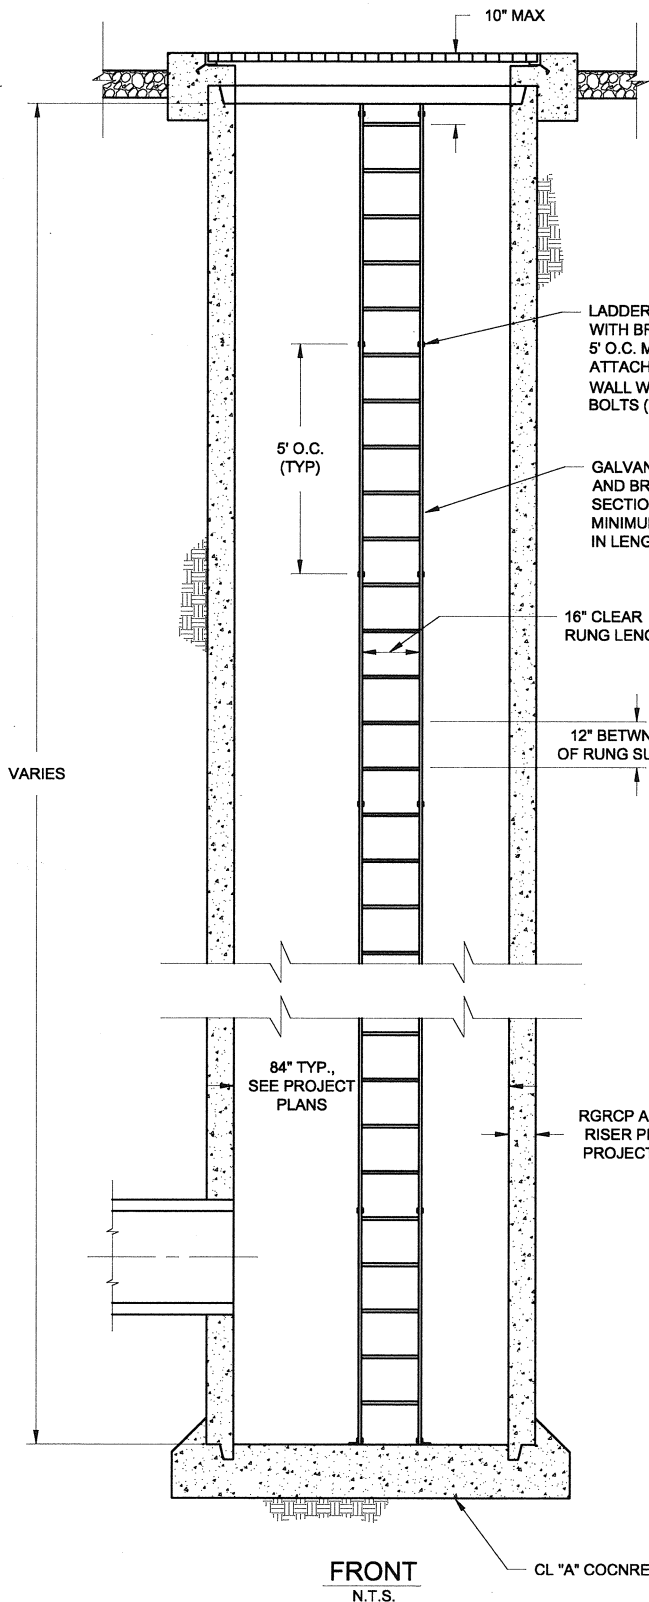 10" MAX
LADDER
WITH BR
5' O.C. M
ATTACH
WALL W
BOLTS (
5' O.C.
(TYP)
GALVAN
AND BR
SECTIO
MINIMU
IN LENG
16" CLEAR
RUNG LENG
12" BETWN
OF RUNG SU
VARIES
84" TYP.,
SEE PROJECT
PLANS
RGRCP A
RISER PI
PROJECT
CL "A" COCNRE
FRONT
N.T.S.